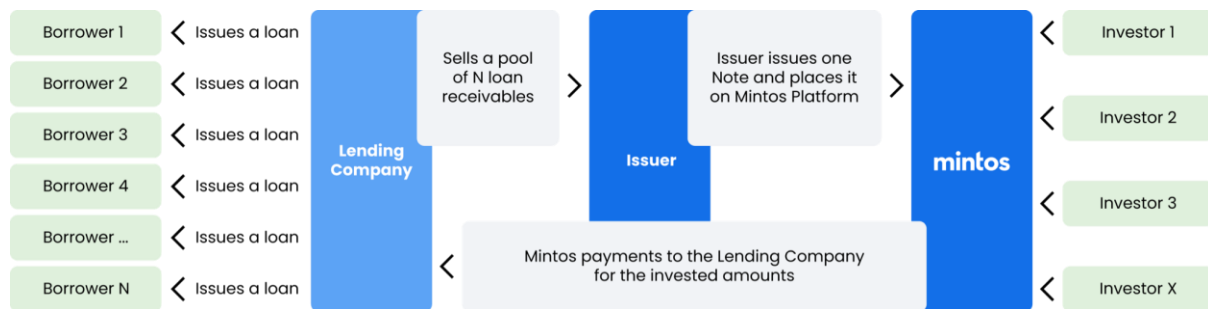 Borrower 1
Issues a loan
Borrower 2
Issues a loan
Borrower 3
Issues a loan
Borrower 4
Issues a loan
Borrower ...
Issues a loan
Borrower N
Issues a loan
Lending
Company
Sells a pool
of N loan
receivables
Issuer
Issuer issues one
Note and places it
on Mintos Platform
mintos
Mintos payments to the Lending Company
for the invested amounts
Investor 1
Investor 2
Investor 3
Investor X